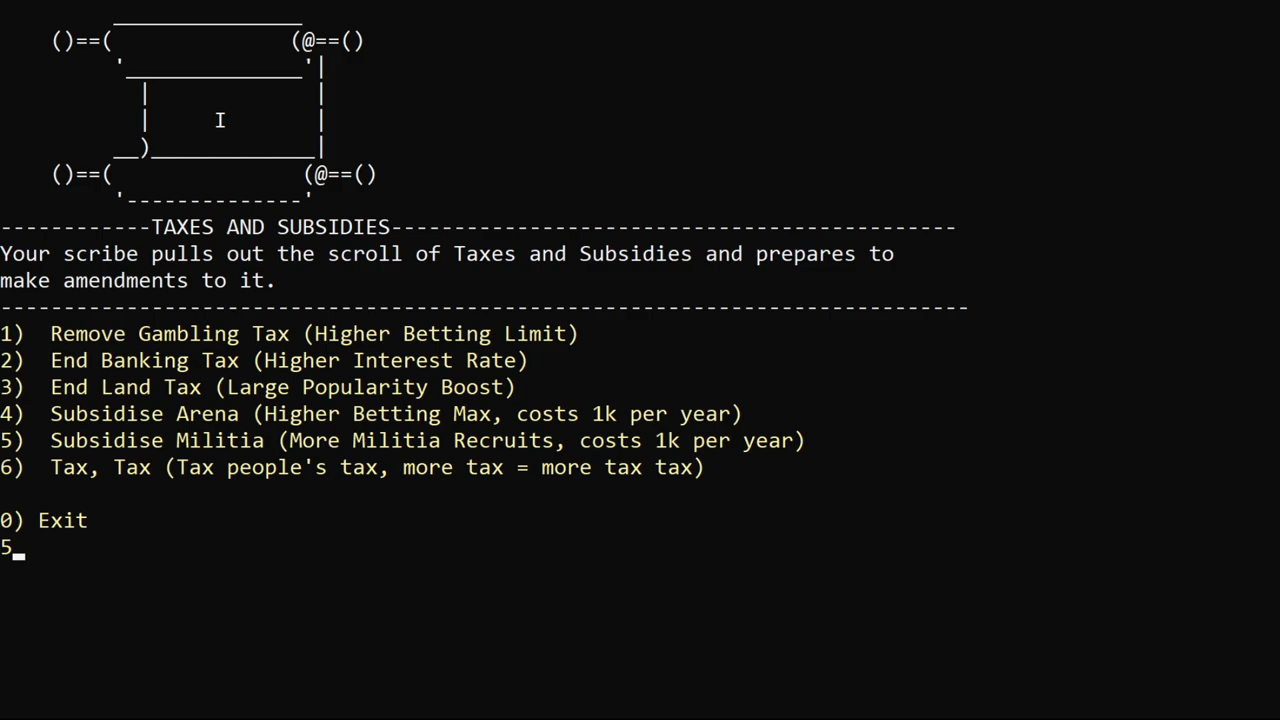 ------------TAXES AND SUBSIDIES---------------------------------------------
Your scribe pulls out the scroll of Taxes and Subsidies and prepares to
make amendments to it.
-----------------------------------------------------------------------------
1)  Remove Gambling Tax (Higher Betting Limit)
2)  End Banking Tax (Higher Interest Rate)
3)  End Land Tax (Large Popularity Boost)
4)  Subsidise Arena (Higher Betting Max, costs 1k per year)
5)  Subsidise Militia (More Militia Recruits, costs 1k per year)
6)  Tax, Tax (Tax people's tax, more tax = more tax tax)
0) Exit
5_